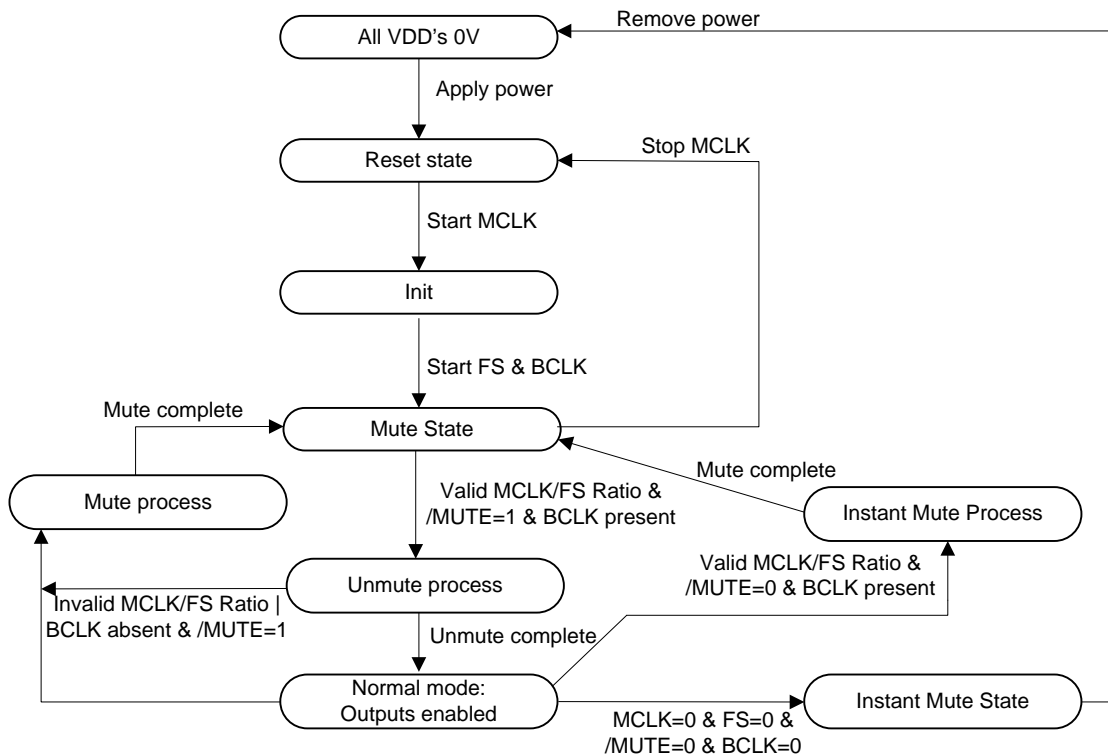 Remove power
All VDD's 0V
Apply power
Stop MCLK
Reset state
Start MCLK
Init
Start FS & BCLK
Mute complete
Mute State
Mute complete
Mute process
Valid MCLK/FS Ratio &
/MUTE=1 & BCLK present
Instant Mute Process
Valid MCLK/FS Ratio &
/MUTE=0 & BCLK present
Unmute process
Invalid MCLK/FS Ratio |
BCLK absent & /MUTE=1
Unmute complete
Normal mode:
Outputs enabled
Instant Mute State
MCLK=0 & FS=0 &
/MUTE=0 & BCLK=0